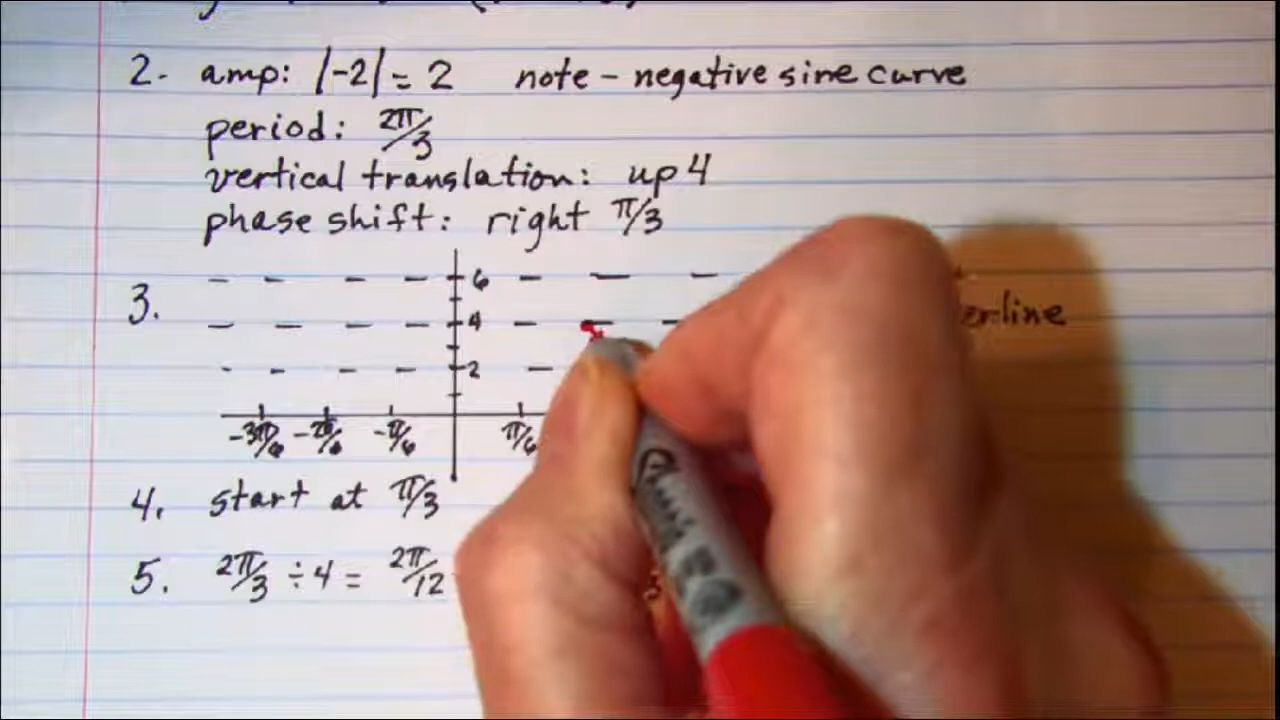 2. amp: |-2| = 2 note - negative sine curve
period: 2π/3
vertical translation: up 4
phase shift: right π/3
3.
6
4
2
-3π/6 -2π/6 -π/6 π/6
4. start at π/3
5. 2π/3 ÷ 4 = 2π/12